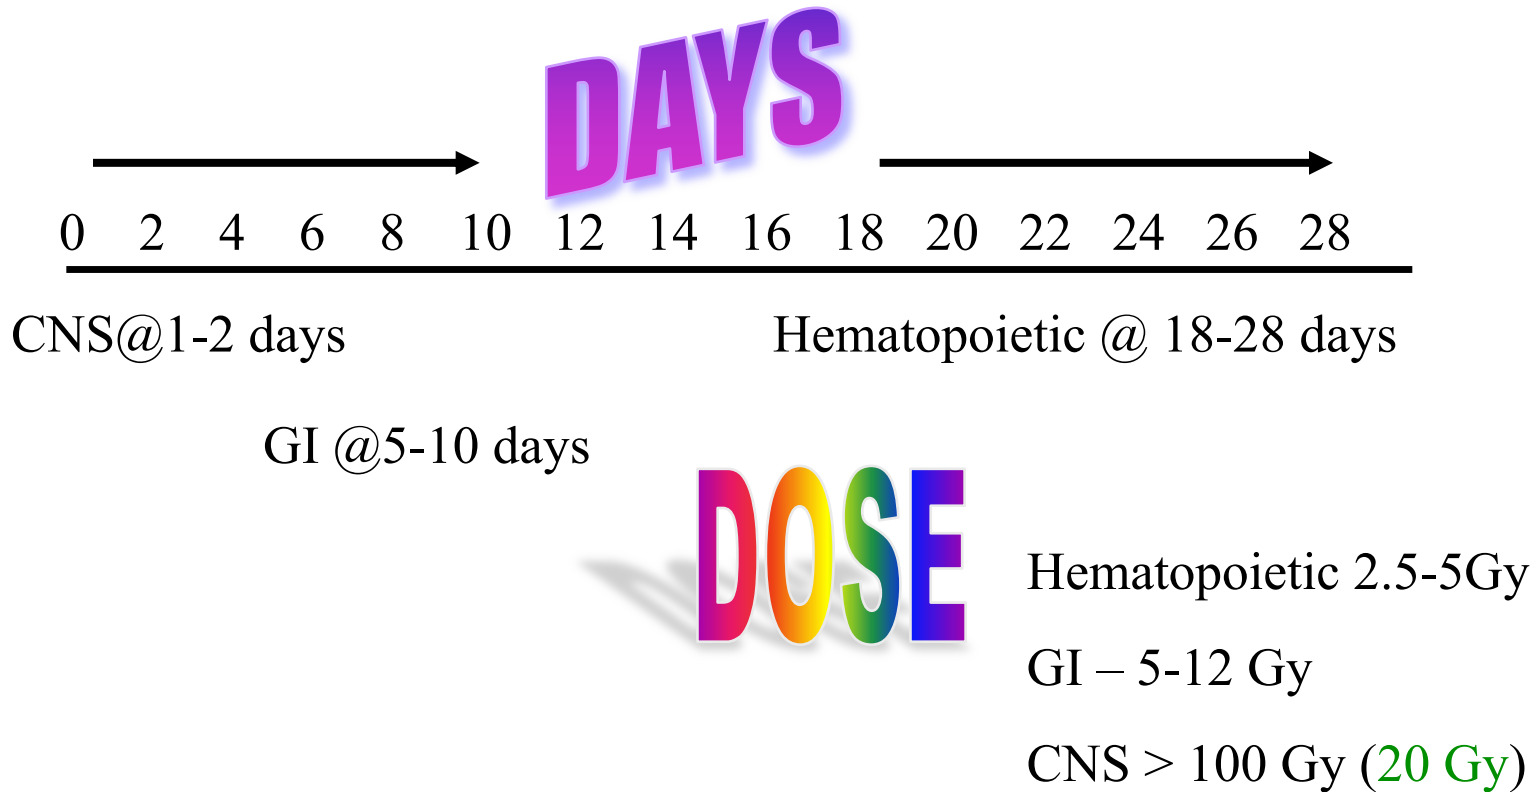 DAYS
0 2 4 6 8 10 12 14 16 18 20 22 24 26 28
CNS@1-2 days
Hematopoietic @ 18-28 days
GI @5-10 days
DOSE
Hematopoietic 2.5-5Gy
GI – 5-12 Gy
CNS > 100 Gy (20 Gy)